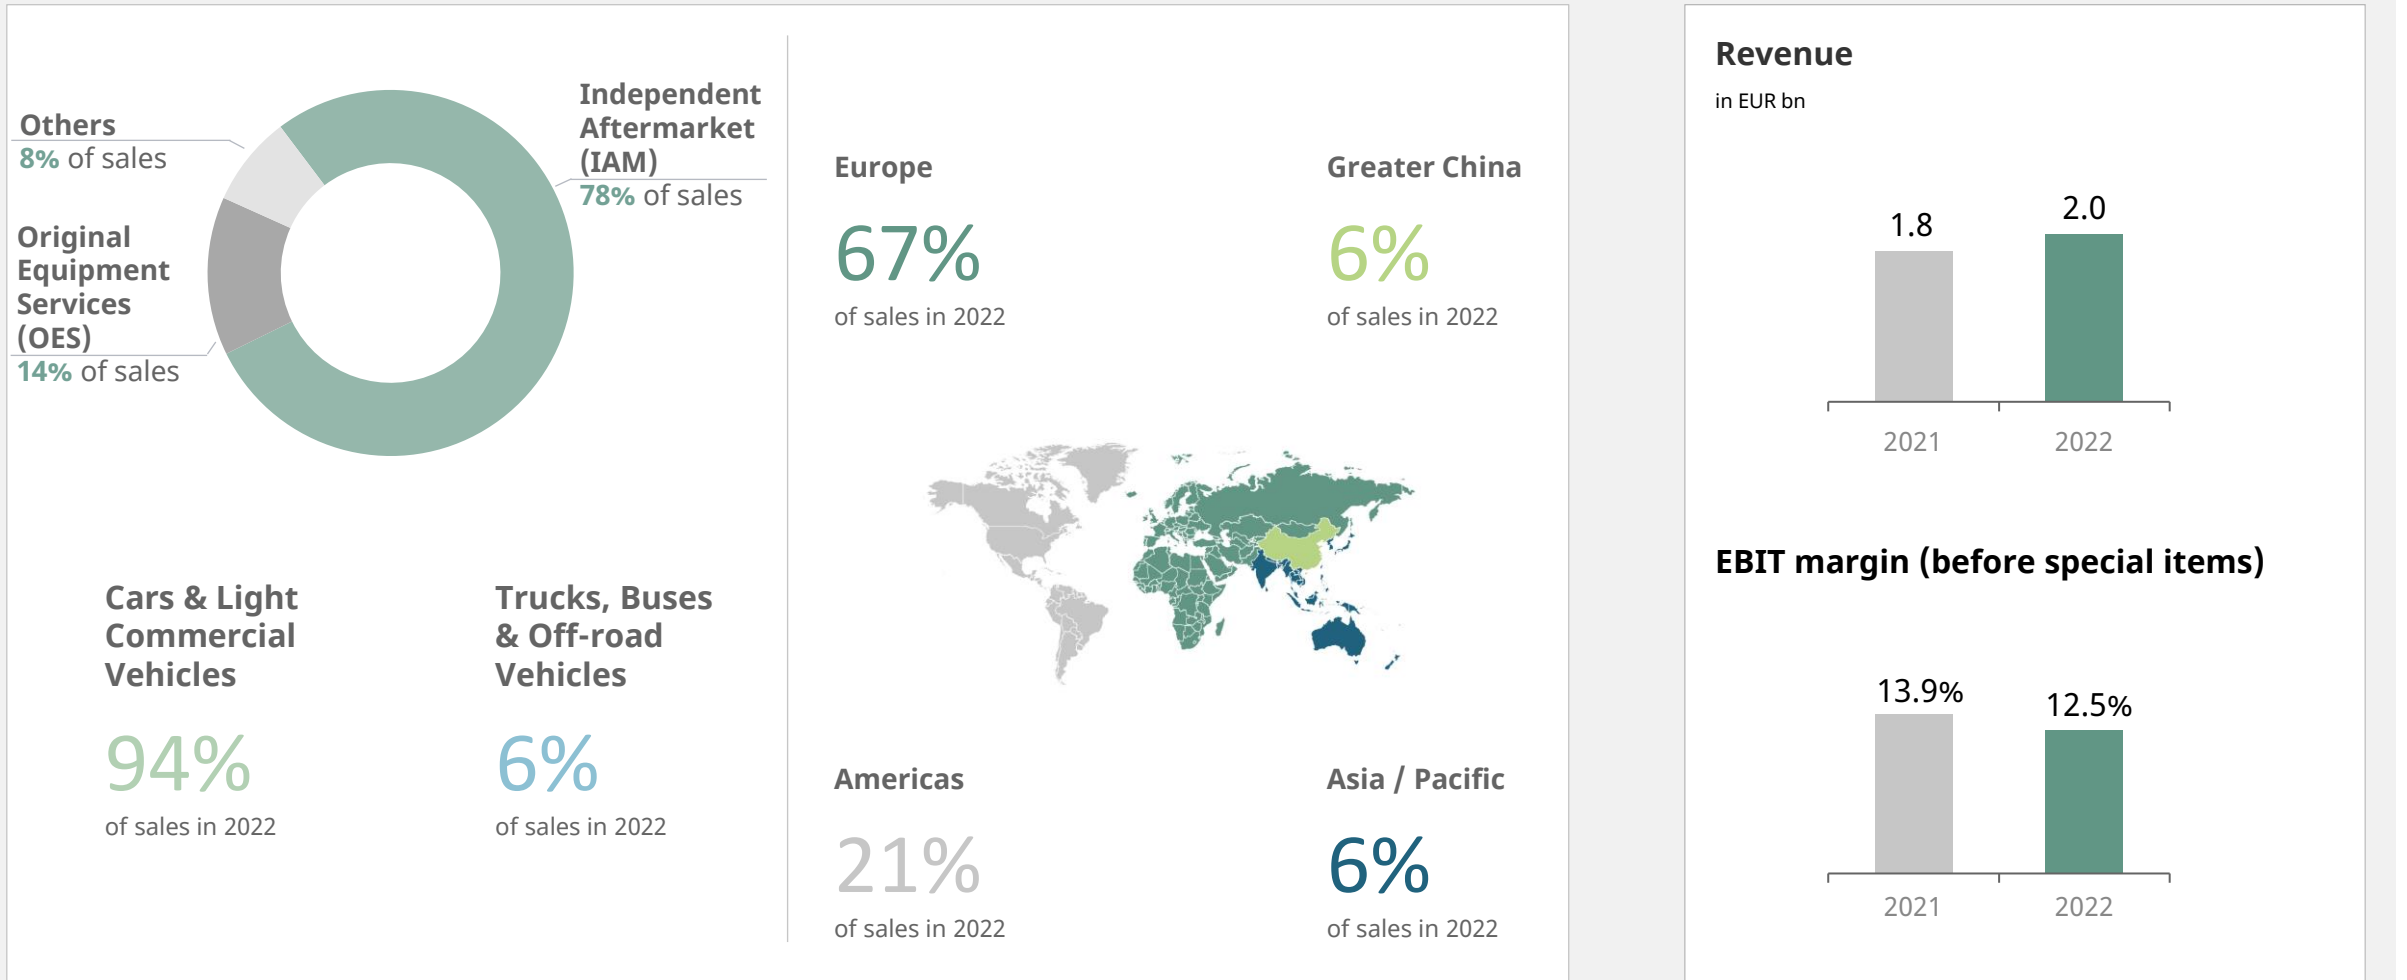 Others
8% of sales
Independent
Aftermarket
(IAM)
78% of sales
Original
Equipment
Services
(OES)
14% of sales
Cars & Light
Commercial
Vehicles
94%
of sales in 2022
Trucks, Buses
& Off-road
Vehicles
6%
of sales in 2022
Europe
67%
of sales in 2022
Greater China
6%
of sales in 2022
Americas
21%
of sales in 2022
Asia / Pacific
6%
of sales in 2022
Revenue
in EUR bn
1.8
2.0
2021
2022
EBIT margin (before special items)
13.9%
12.5%
2021
2022